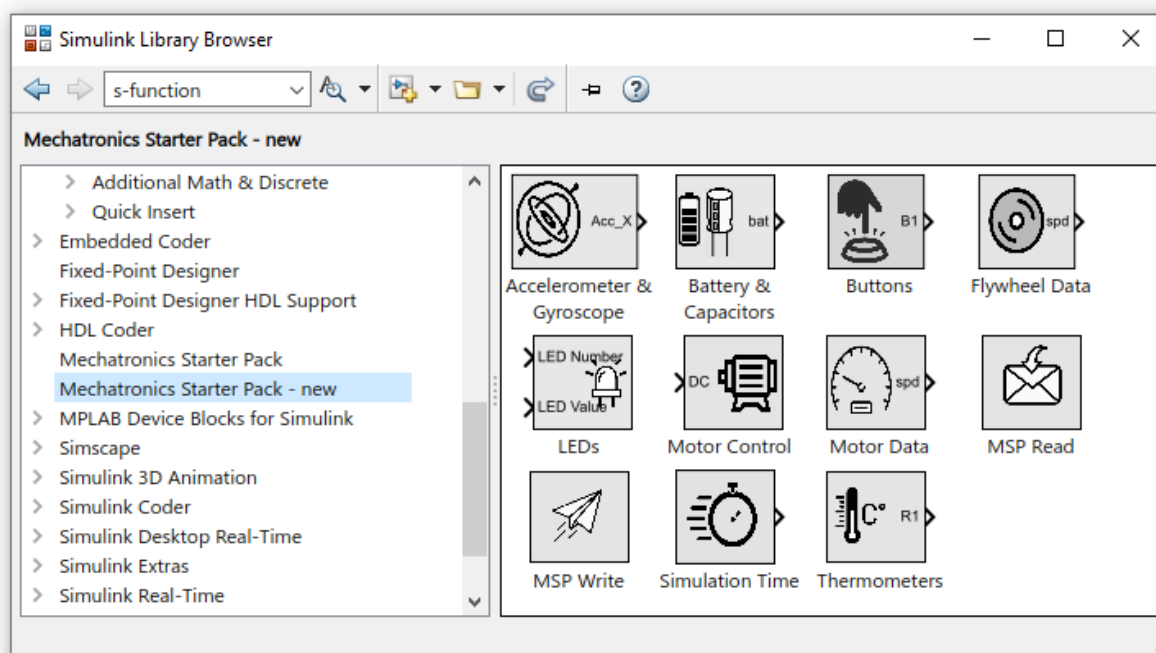 Simulink Library Browser
s-function
Mechatronics Starter Pack - new
Additional Math & Discrete
Quick Insert
Embedded Coder
Fixed-Point Designer
Fixed-Point Designer HDL Support
HDL Coder
Mechatronics Starter Pack
Mechatronics Starter Pack - new
MPLAB Device Blocks for Simulink
Simscape
Simulink 3D Animation
Simulink Coder
Simulink Desktop Real-Time
Simulink Extras
Simulink Real-Time
Acc_X
Accelerometer &
Gyroscope
bat
Battery &
Capacitors
B1
Buttons
spd
Flywheel Data
LED Number
LED Value
LEDs
DC
Motor Control
spd
Motor Data
MSP Read
MSP Write
Simulation Time
C°
R1
Thermometers